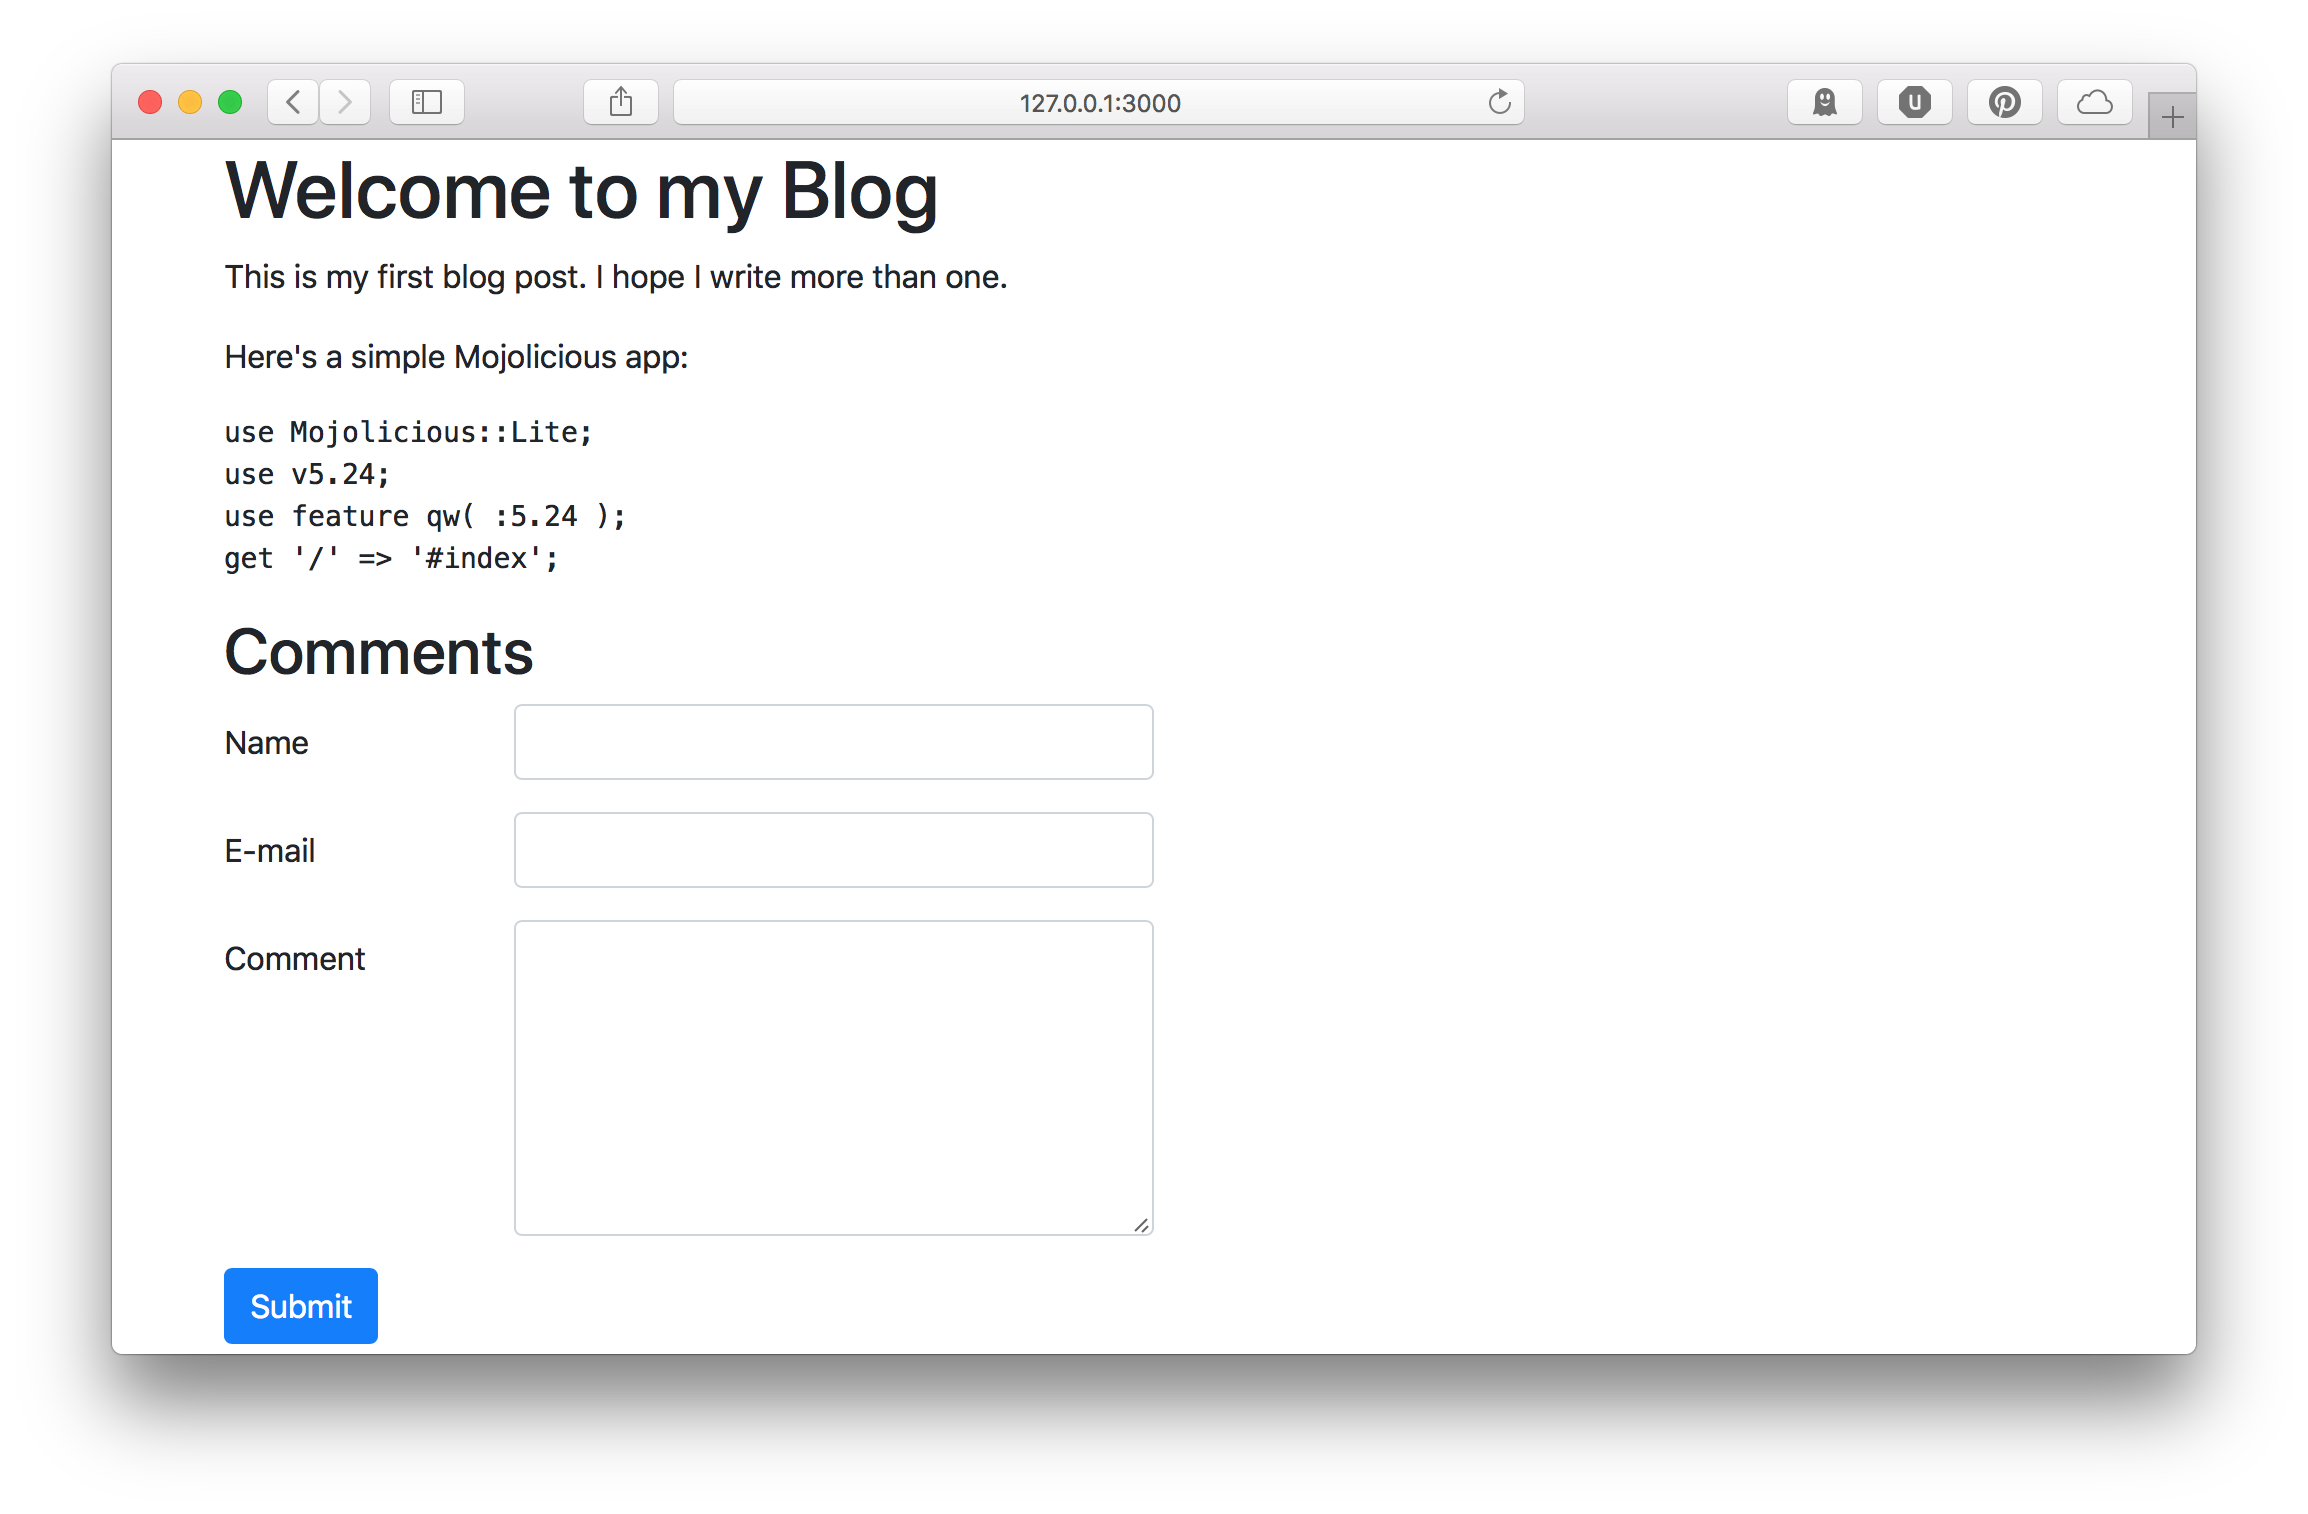 127.0.0.1:3000
Welcome to my Blog
This is my first blog post. I hope I write more than one.
Here's a simple Mojolicious app:
use Mojolicious::Lite;
use v5.24;
use feature qw( :5.24 );
get '/' => '#index';
Comments
Name
E-mail
Comment
Submit